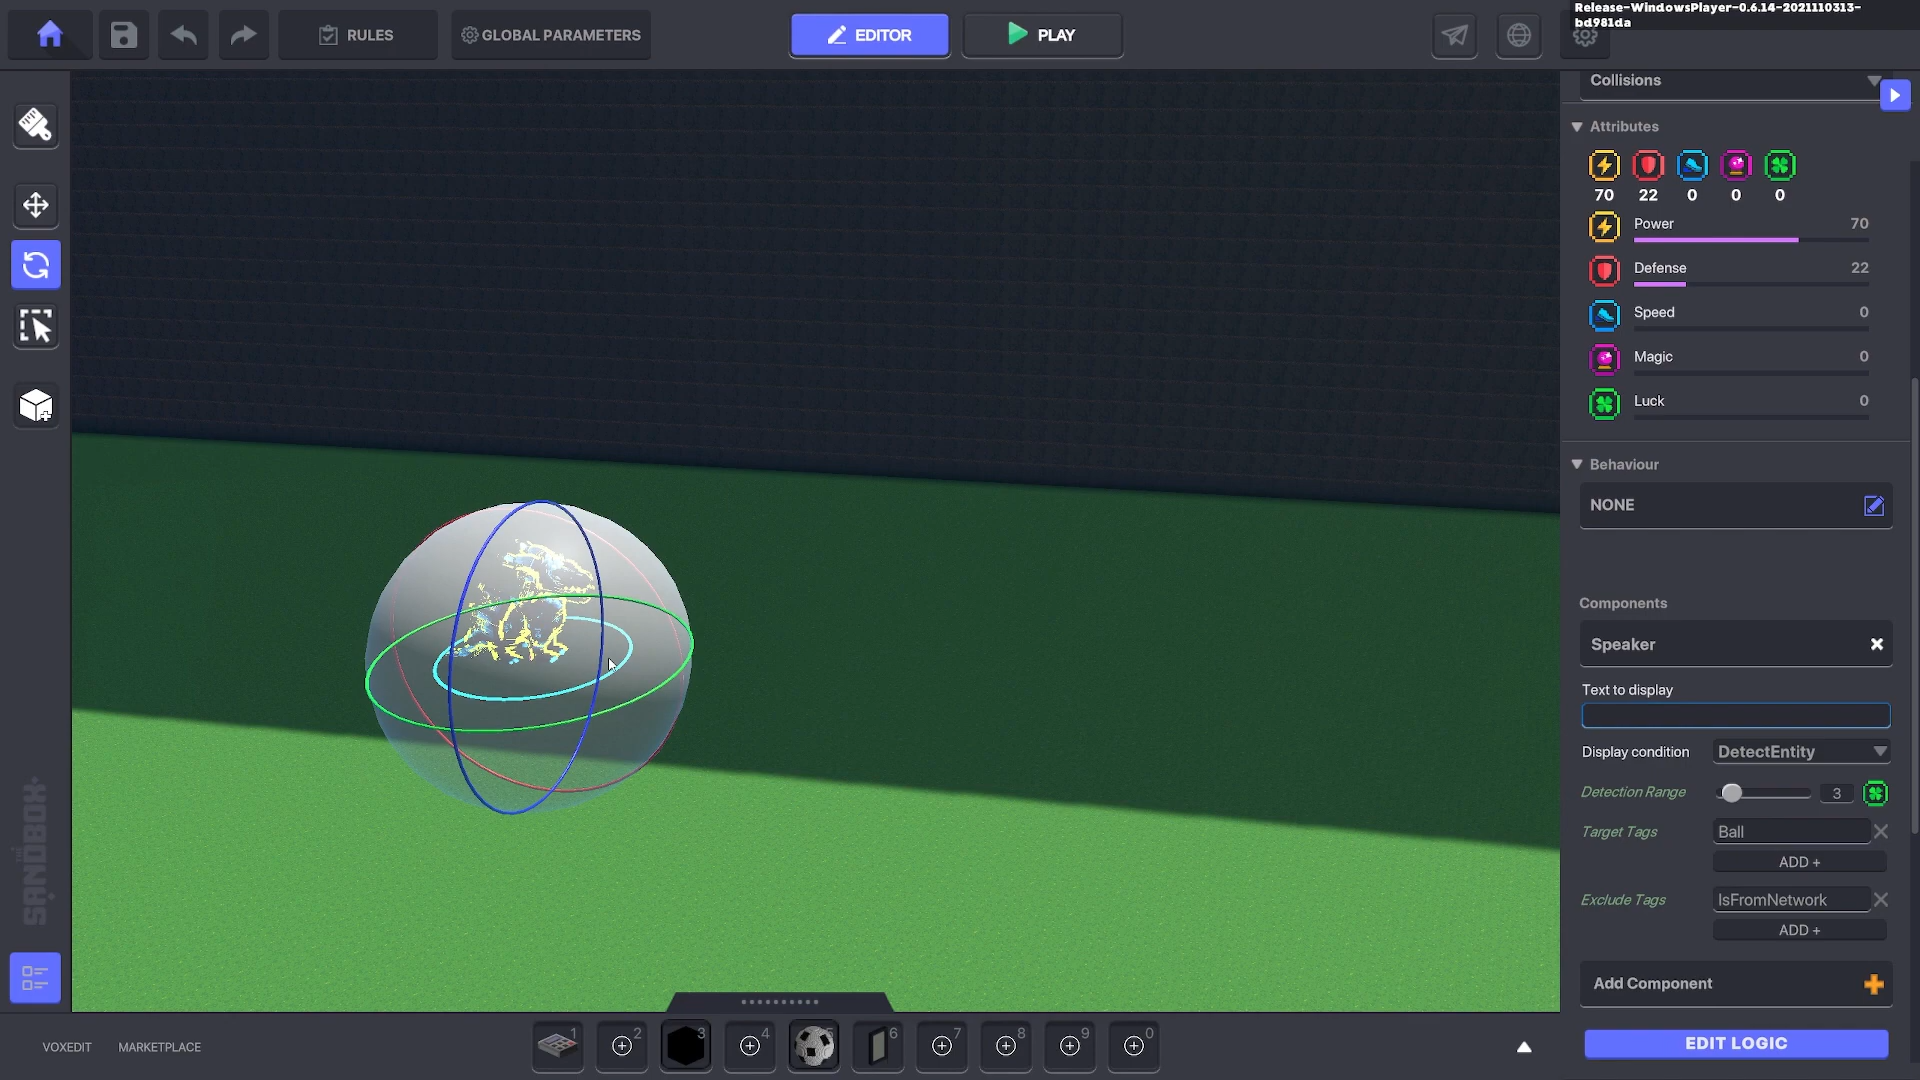 Release-WindowsPlayer-0.6.14-2021110313-
bd981da
RULES
GLOBAL PARAMETERS
EDITOR
PLAY
Collisions
Attributes
70 22 0 0 0
Power 70
Defense 22
Speed 0
Magic 0
Luck 0
Behaviour
NONE
Components
Speaker
Text to display
Display condition DetectEntity
Detection Range 3
Target Tags Ball
ADD +
Exclude Tags IsFromNetwork
ADD +
Add Component
EDIT LOGIC
THE SANDBOX
VOXEDIT MARKETPLACE
1 2 3 4 5 6 7 8 9 0